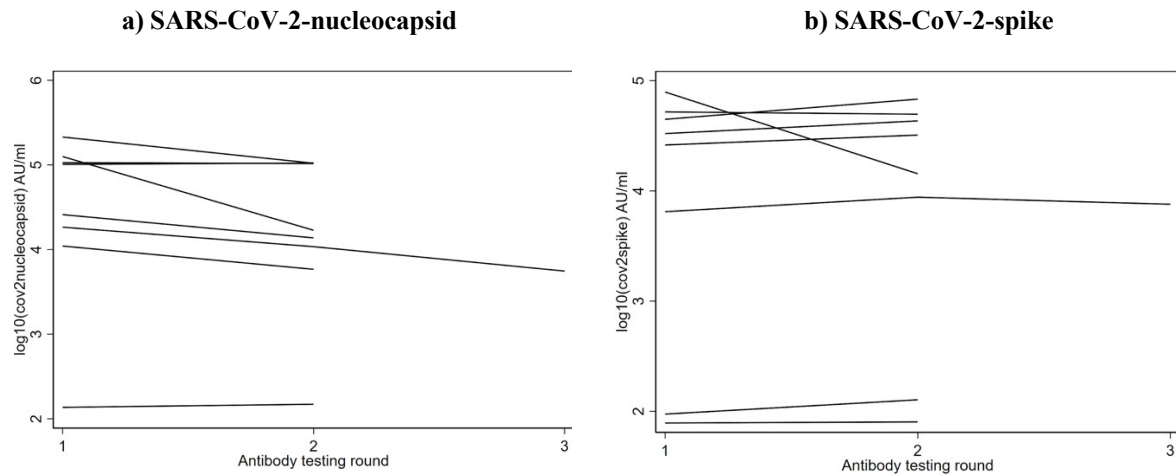 a) SARS-CoV-2-nucleocapsid
6
5
4
3
2
log10(cov2nucleocapsid) AU/ml
1
2
3
Antibody testing round
b) SARS-CoV-2-spike
5
4
3
2
log10(cov2spike) AU/ml
1
2
3
Antibody testing round